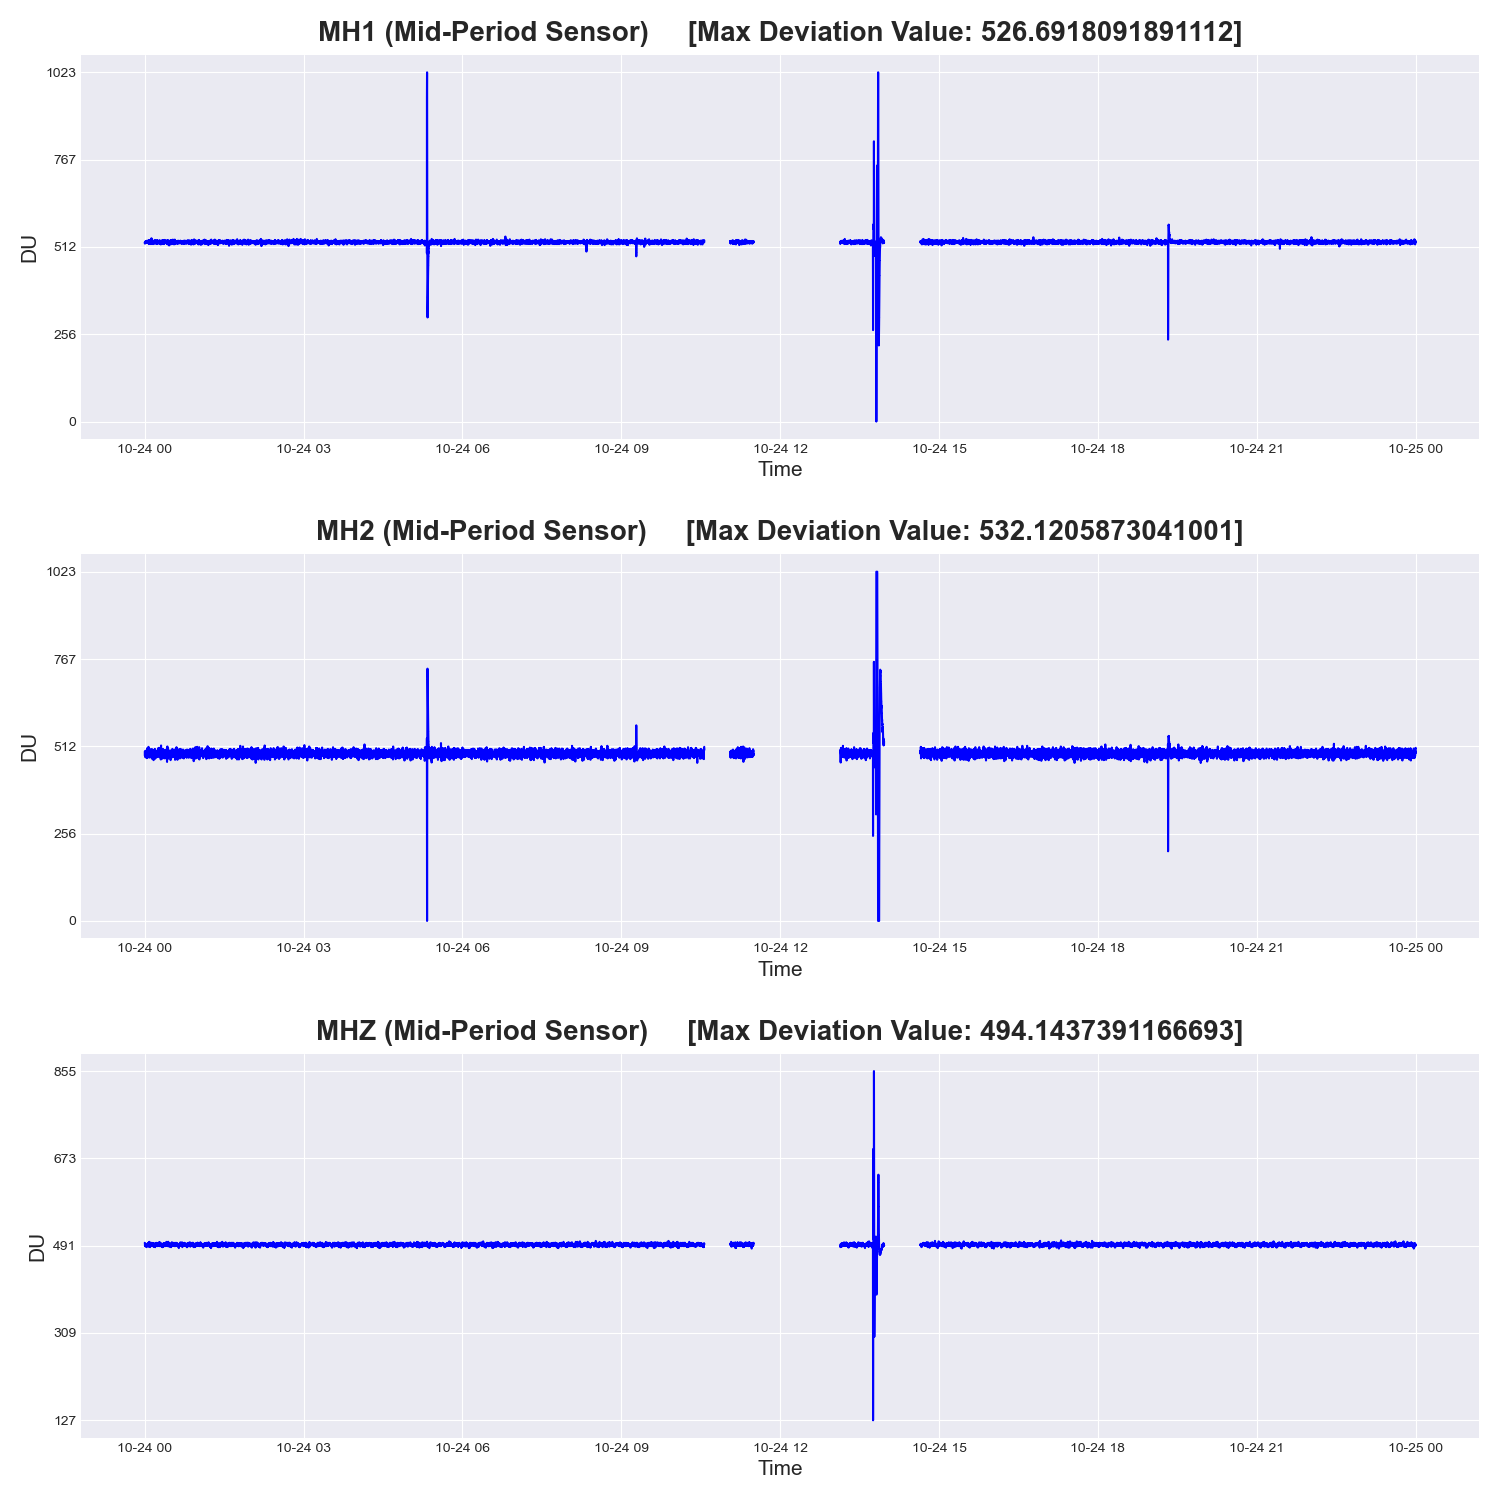 MH1 (Mid-Period Sensor) [Max Deviation Value: 526.6918091891112]
1023
767
512
256
0
DU
10-24 00 10-24 03 10-24 06 10-24 09 10-24 12 10-24 15 10-24 18 10-24 21 10-25 00
Time
MH2 (Mid-Period Sensor) [Max Deviation Value: 532.1205873041001]
1023
767
512
256
0
DU
10-24 00 10-24 03 10-24 06 10-24 09 10-24 12 10-24 15 10-24 18 10-24 21 10-25 00
Time
MHZ (Mid-Period Sensor) [Max Deviation Value: 494.1437391166693]
855
673
491
309
127
DU
10-24 00 10-24 03 10-24 06 10-24 09 10-24 12 10-24 15 10-24 18 10-24 21 10-25 00
Time